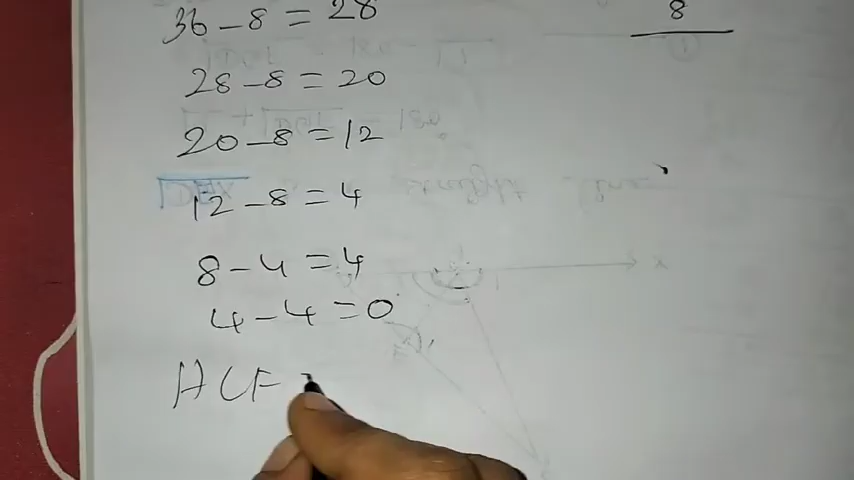 36 - 8 = 28
8
28 - 8 = 20
20 - 8 = 12
12 - 8 = 4
8 - 4 = 4
4 - 4 = 0
HCF